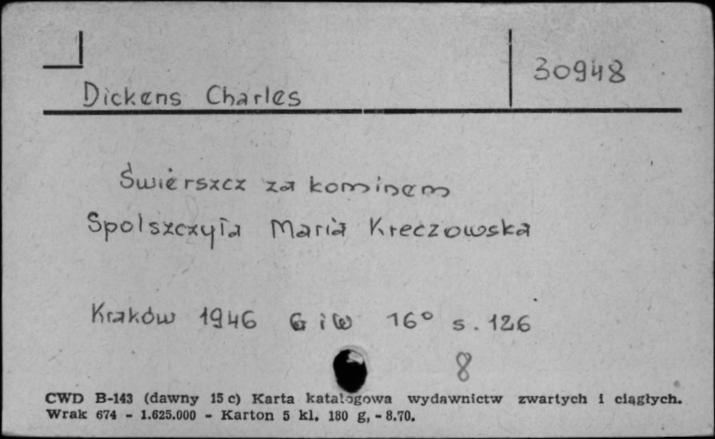 30948
Dickens Charles
Świerszcz za kominem
Spolszczyła Maria Kreczowska
Kraków 1946 G i W 16° s. 126
8
CWD B-143 (dawny 15 c) Karta katalogowa wydawnictw zwartych i ciągłych.
Wrak 674 - 1.625.000 - Karton 5 kl. 180 g, - 8.70.